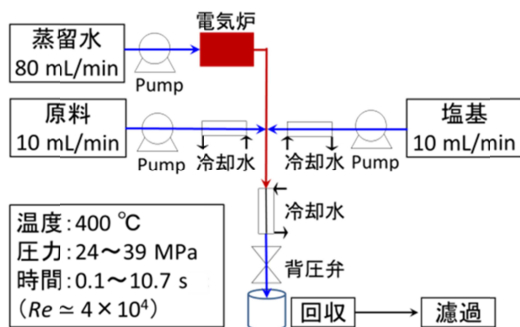 電気炉
蒸留水
80 mL/min
Pump
原料
10 mL/min
Pump
冷却水
冷却水
Pump
塩基
10 mL/min
温度:400 ℃
圧力:24～39 MPa
時間:0.1～10.7 s
(Re ≃ 4×10⁴)
冷却水
背圧弁
回収
濾過